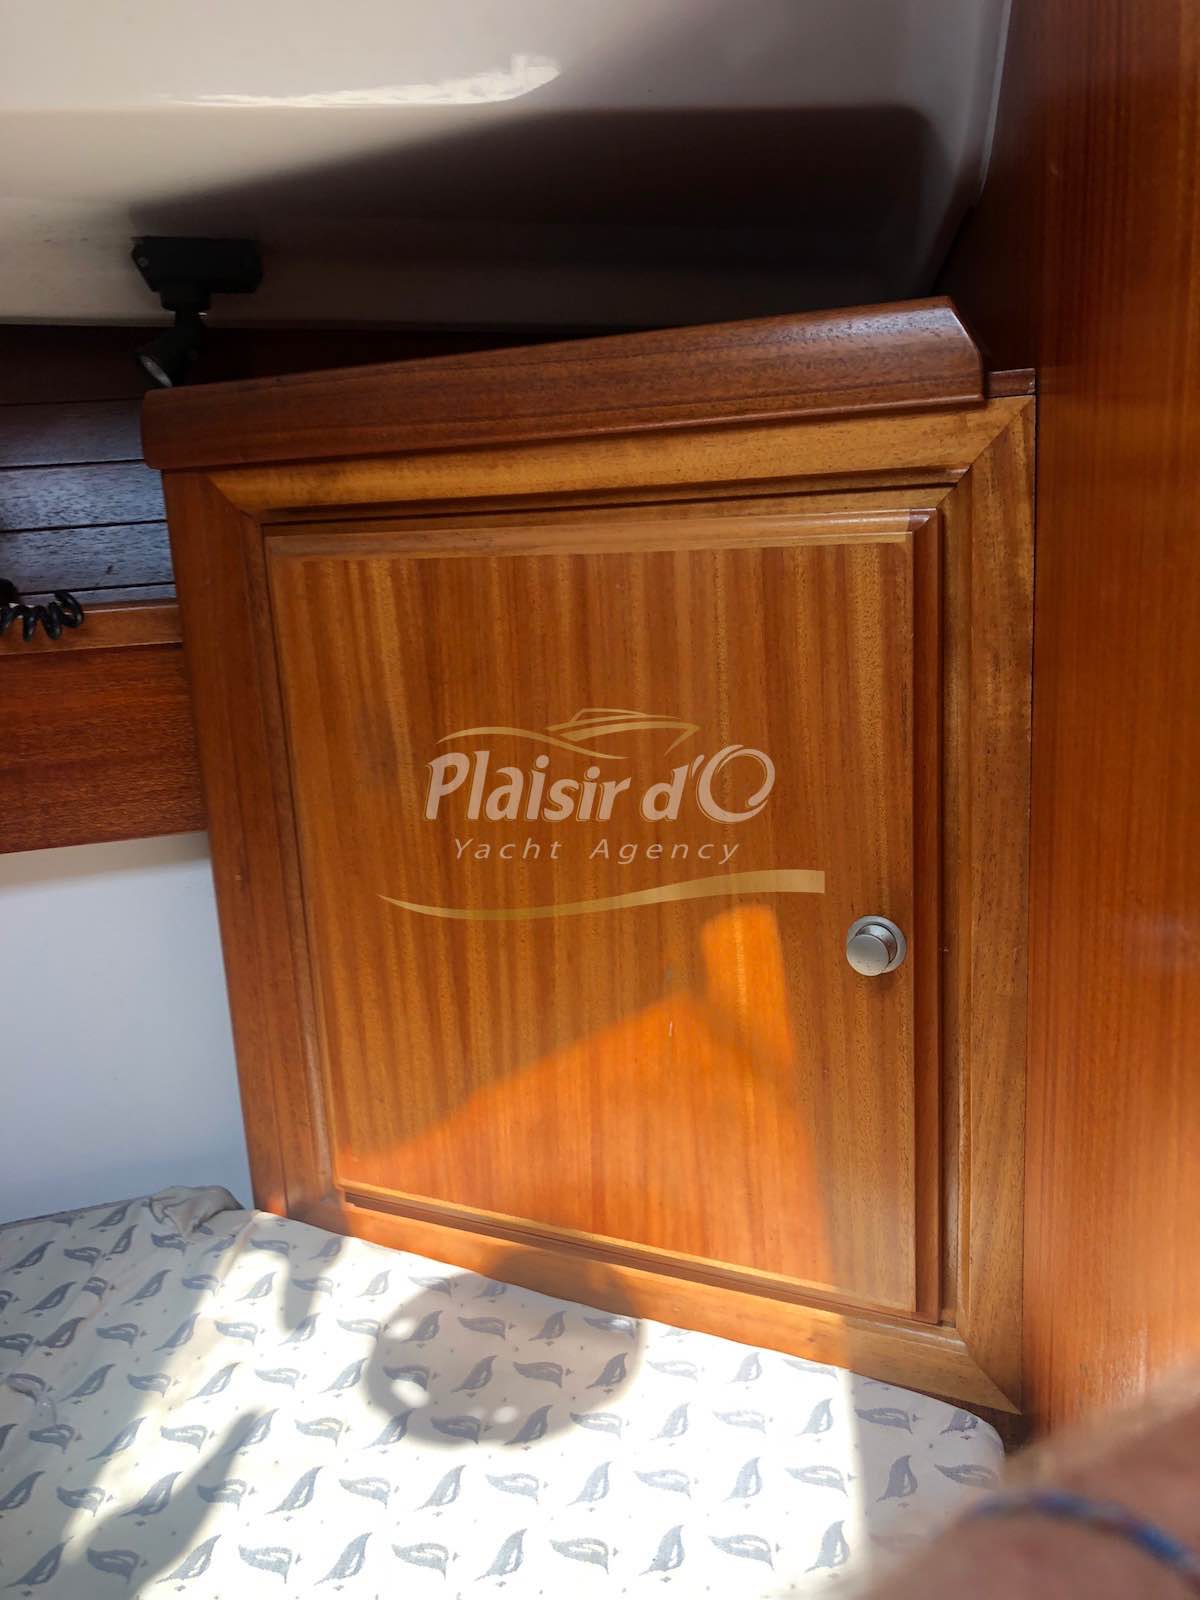 Plaisir d'O
Yacht Agency